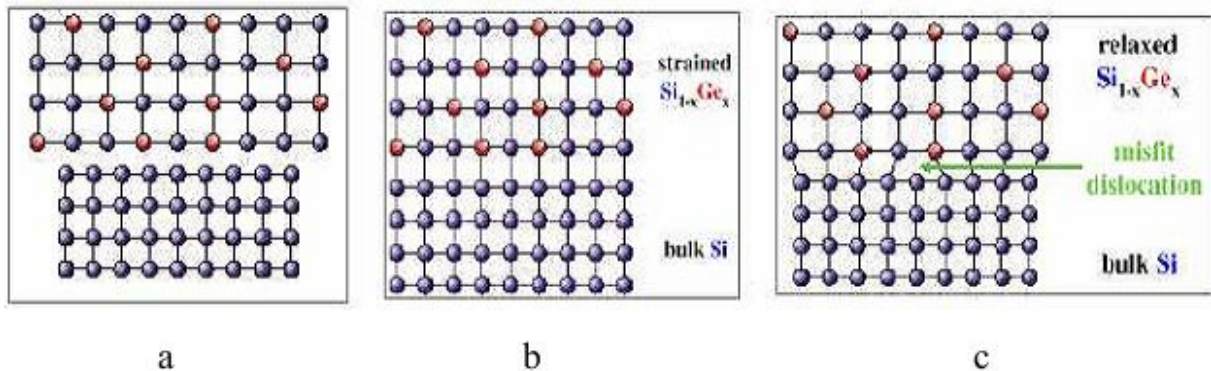 strained
Si₁₋ₓGeₓ
bulk Si
relaxed
Si₁₋ₓGeₓ
misfit
dislocation
bulk Si
a
b
c